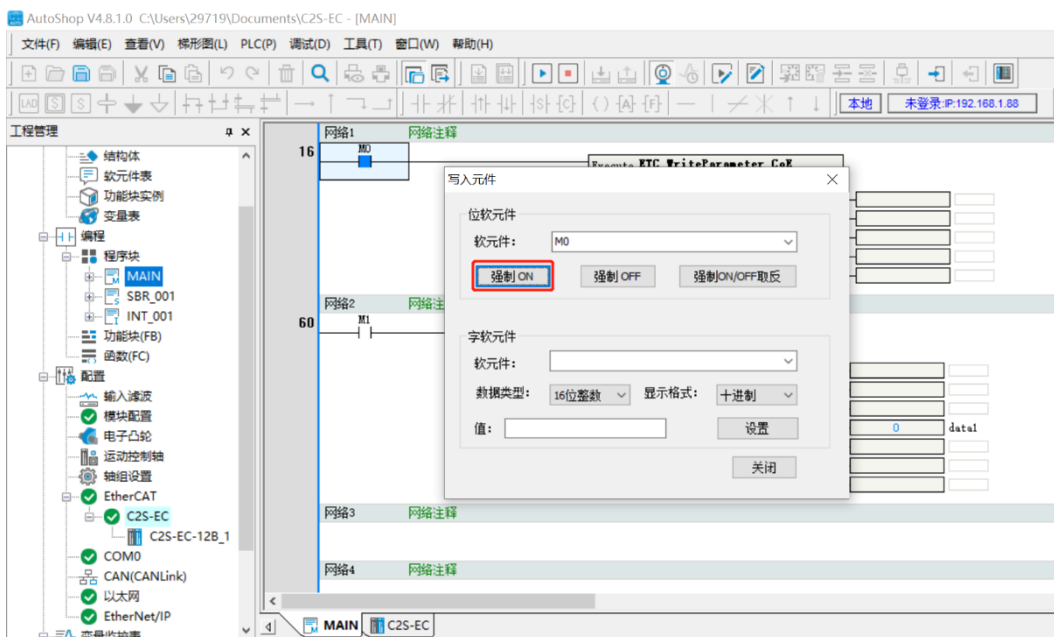 AutoShop V4.8.1.0 C:\Users\29719\Documents\C2S-EC - [MAIN]
文件(F) 编辑(E) 查看(V) 梯形图(L) PLC(P) 调试(D) 工具(T) 窗口(W) 帮助(H)
LAD S S
{S} {C} ( ) {A} {F}
本地 未登录:IP:192.168.1.88
工程管理
结构体
软元件表
功能块实例
变量表
编程
程序块
MAIN
SBR_001
INT_001
功能块(FB)
函数(FC)
配置
输入滤波
模块配置
电子凸轮
运动控制轴
轴组设置
EtherCAT
C2S-EC
C2S-EC-12B_1
COM0
CAN(CANLink)
以太网
EtherNet/IP
变量监控表
网络1 网络注释
16 M0
Execute ETC_WriteParameter_CoE
网络2 网络注
60 M1
0 data1
网络3 网络注释
网络4 网络注释
写入元件
位软元件
软元件: M0
强制 ON 强制 OFF 强制ON/OFF取反
字软元件
软元件:
数据类型: 16位整数 显示格式: 十进制
值: 设置
关闭
MAIN C2S-EC